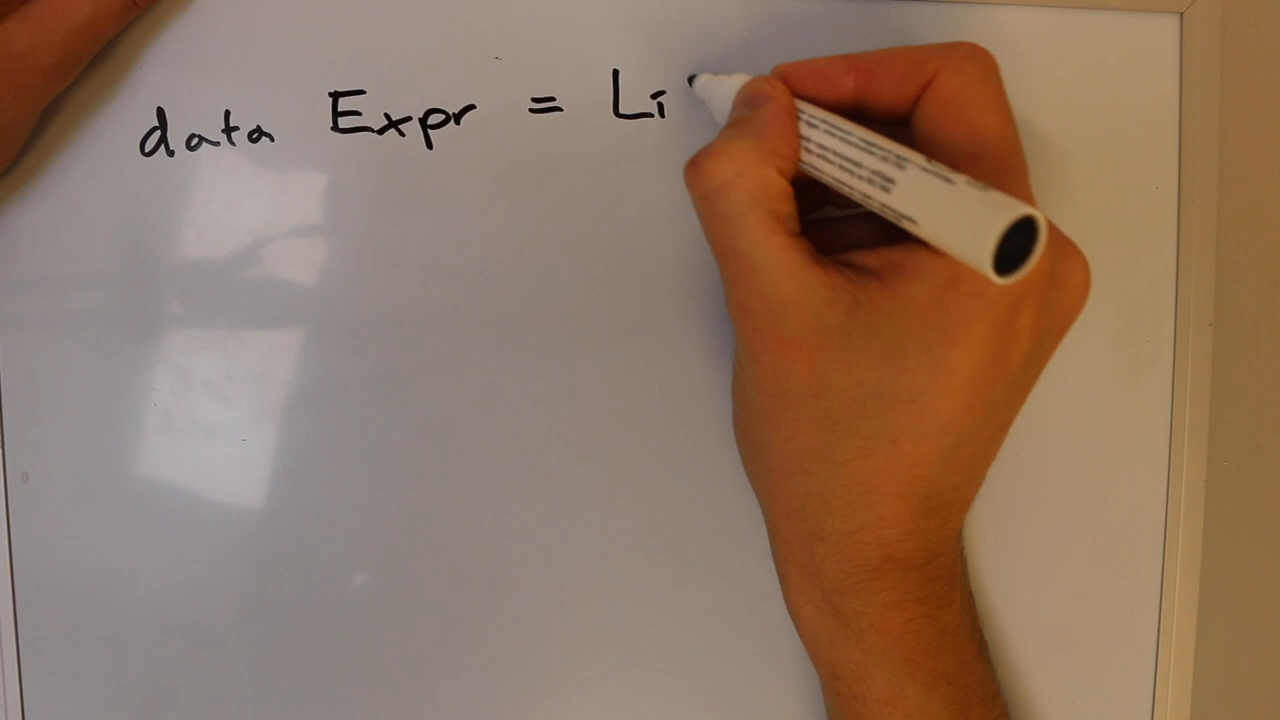 data Expr = Li